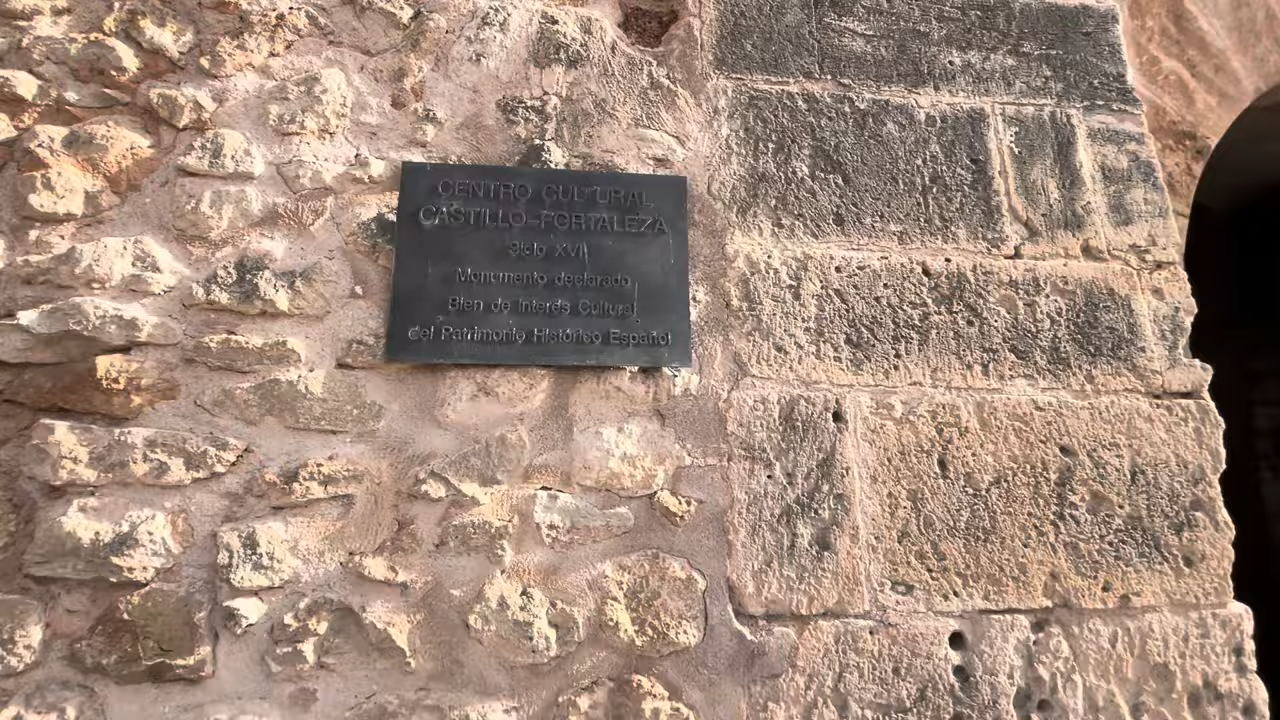 CENTRO CULTURAL
CASTILLO-FORTALEZA
Siglo XVI
Monumento declarado
Bien de Interés Cultural
del Patrimonio Histórico Español